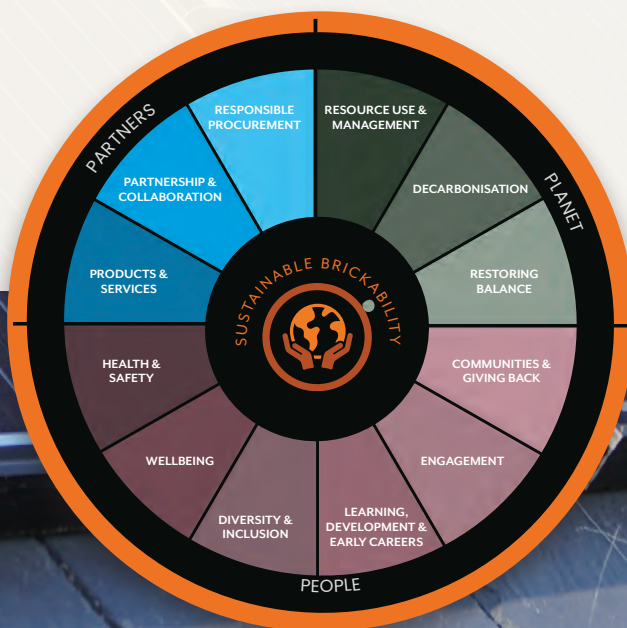 PARTNERS
RESPONSIBLE
PROCUREMENT
RESOURCE USE &
MANAGEMENT
PARTNERSHIP &
COLLABORATION
DECARBONISATION
PLANET
PRODUCTS &
SERVICES
RESTORING
BALANCE
SUSTAINABLE BRICKABILITY
HEALTH &
SAFETY
COMMUNITIES &
GIVING BACK
WELLBEING
ENGAGEMENT
DIVERSITY &
INCLUSION
LEARNING,
DEVELOPMENT &
EARLY CAREERS
PEOPLE